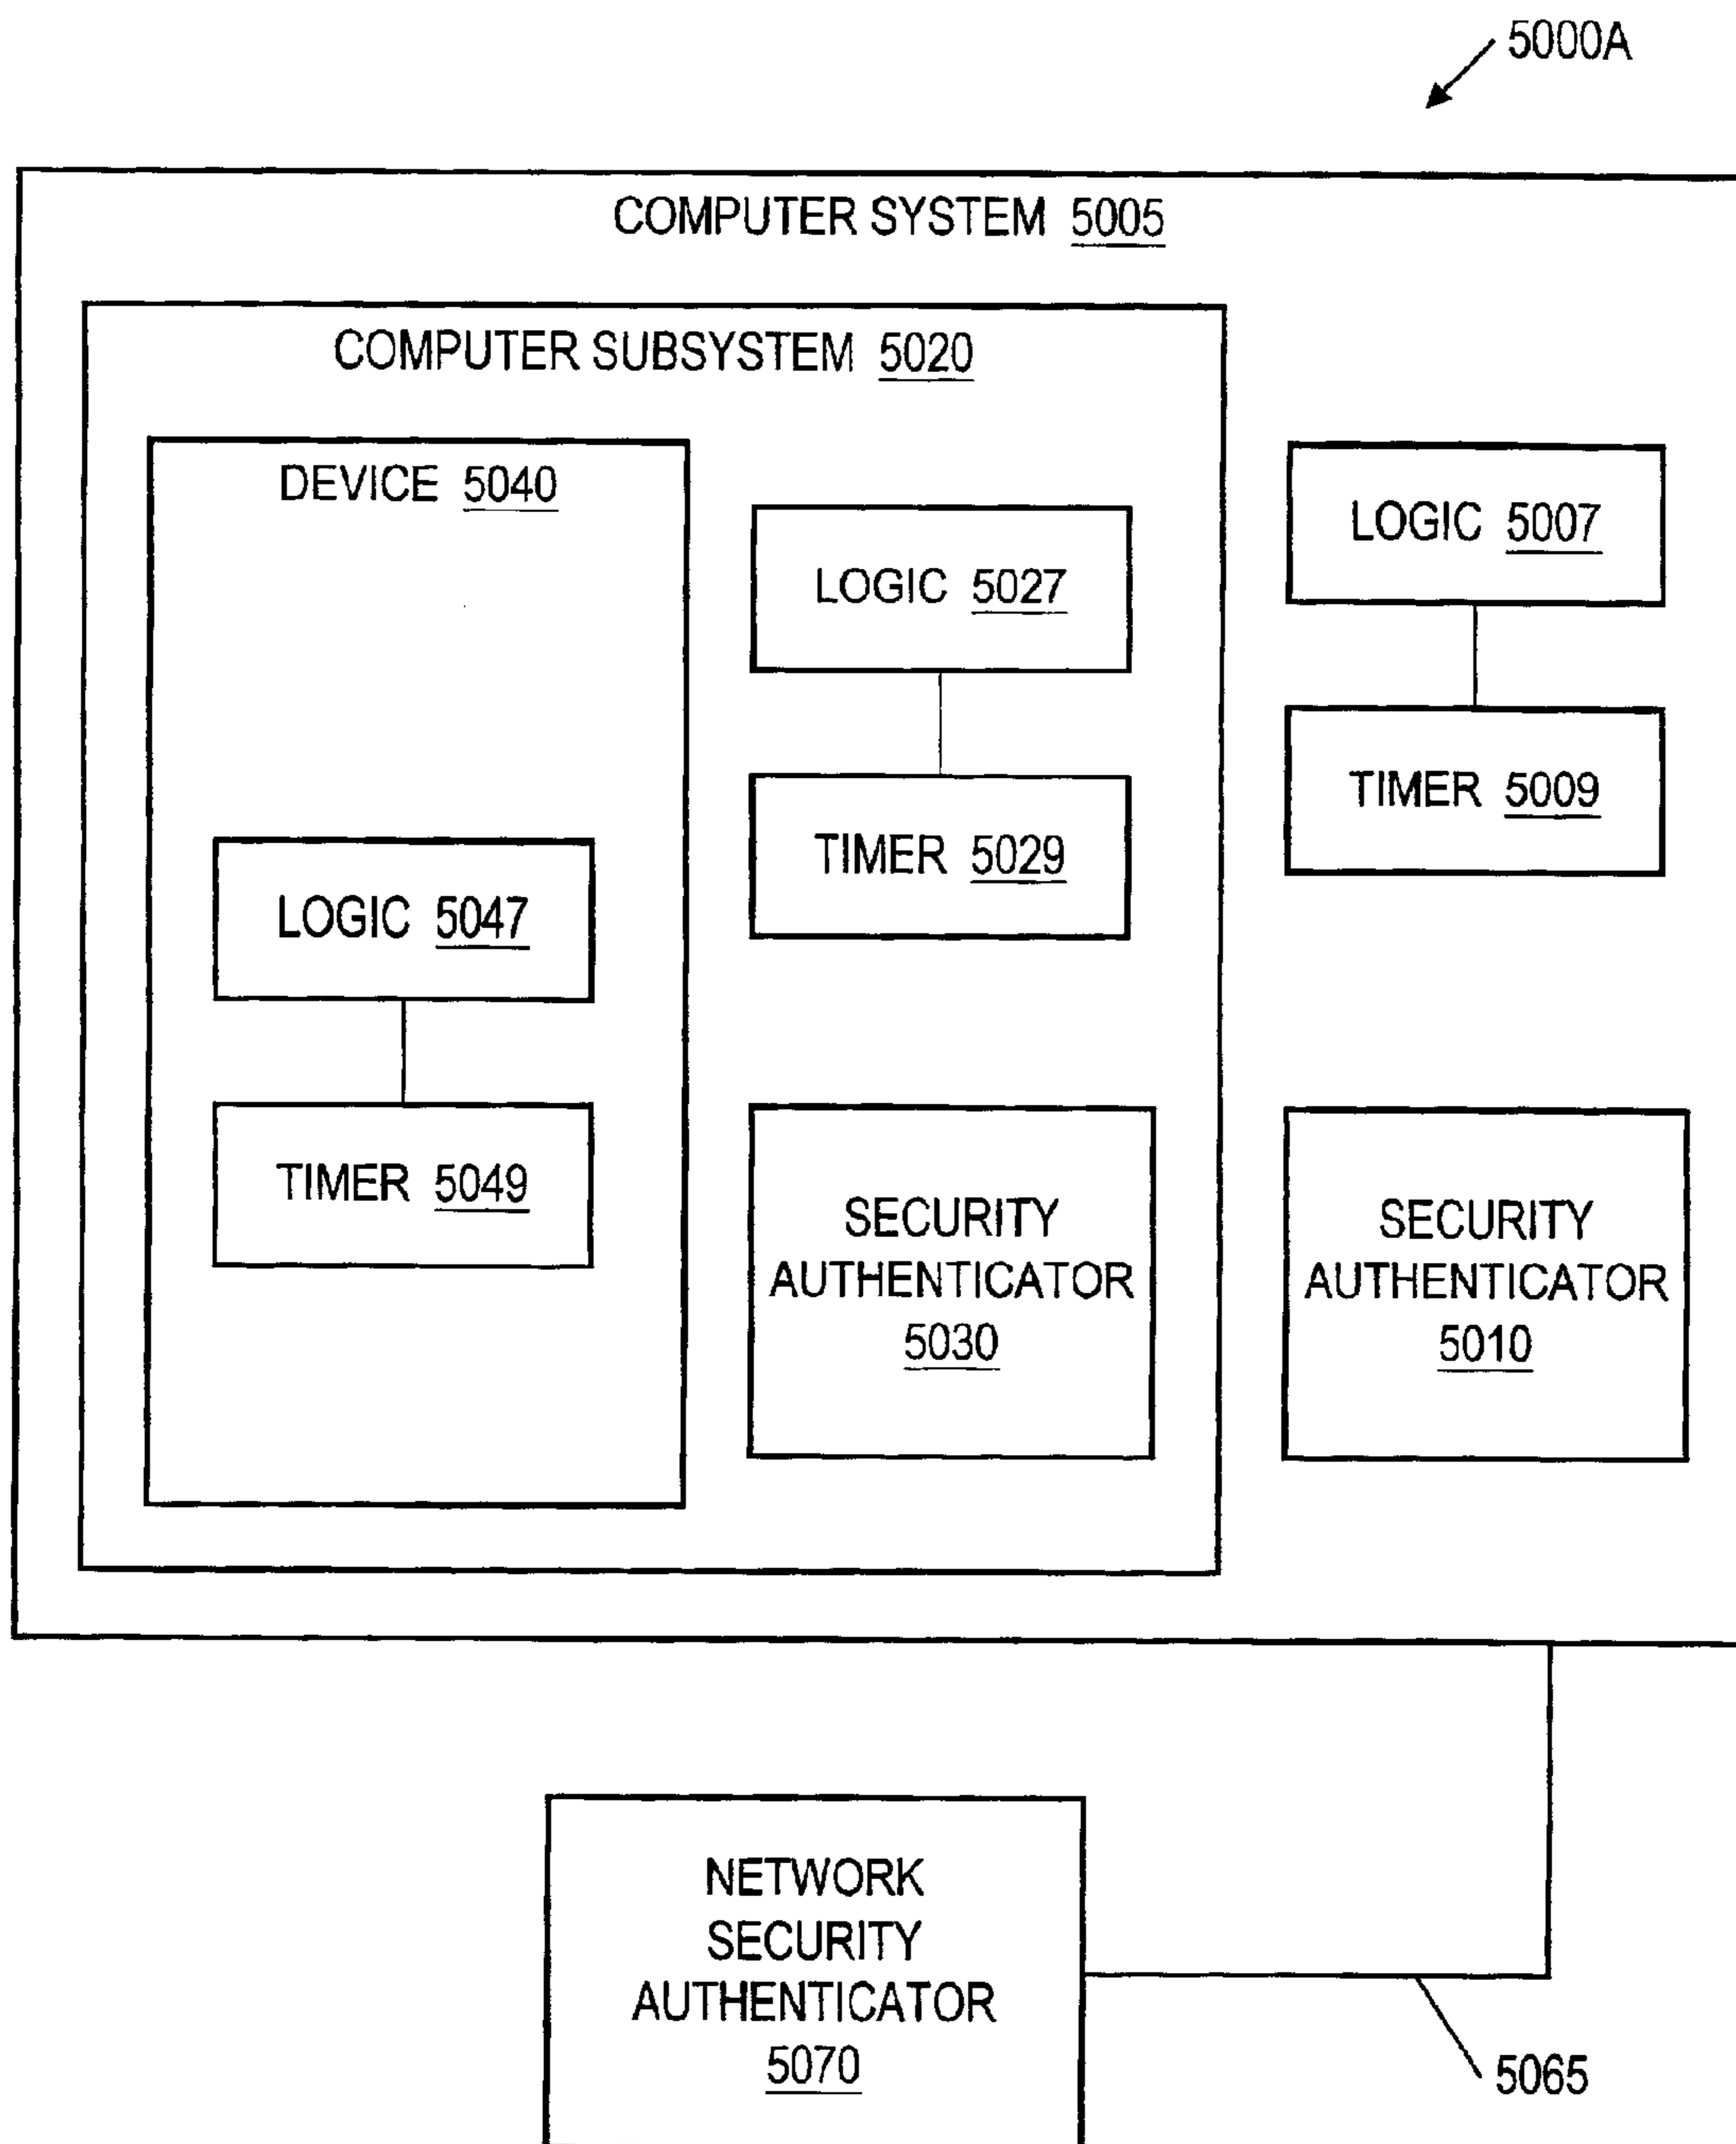 5000A
COMPUTER SYSTEM 5005
COMPUTER SUBSYSTEM 5020
DEVICE 5040
LOGIC 5007
LOGIC 5027
TIMER 5009
TIMER 5029
LOGIC 5047
TIMER 5049
SECURITY
AUTHENTICATOR
5030
SECURITY
AUTHENTICATOR
5010
NETWORK
SECURITY
AUTHENTICATOR
5070
5065